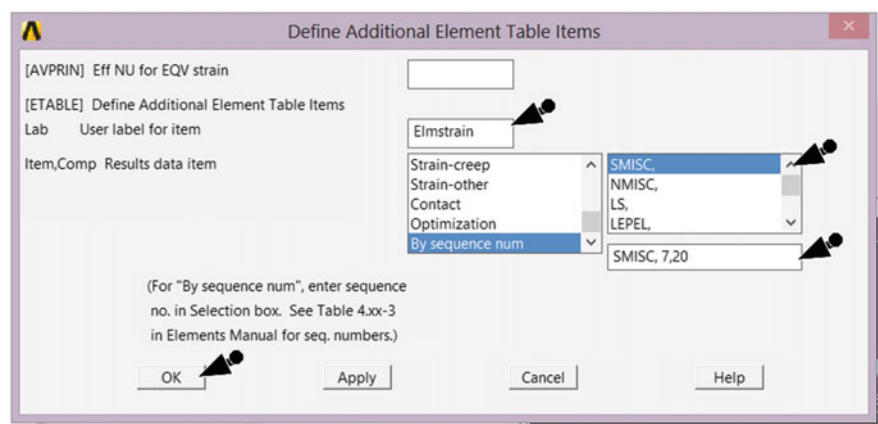 Define Additional Element Table Items
[AVPRIN] Eff NU for EQV strain
[ETABLE] Define Additional Element Table Items
Lab User label for item Elmstrain
Item,Comp Results data item
Strain-creep SMISC,
Strain-other NMISC,
Contact LS,
Optimization LEPEL,
By sequence num
SMISC, 7,20
(For "By sequence num", enter sequence
no. in Selection box. See Table 4.xx-3
in Elements Manual for seq. numbers.)
OK Apply Cancel Help